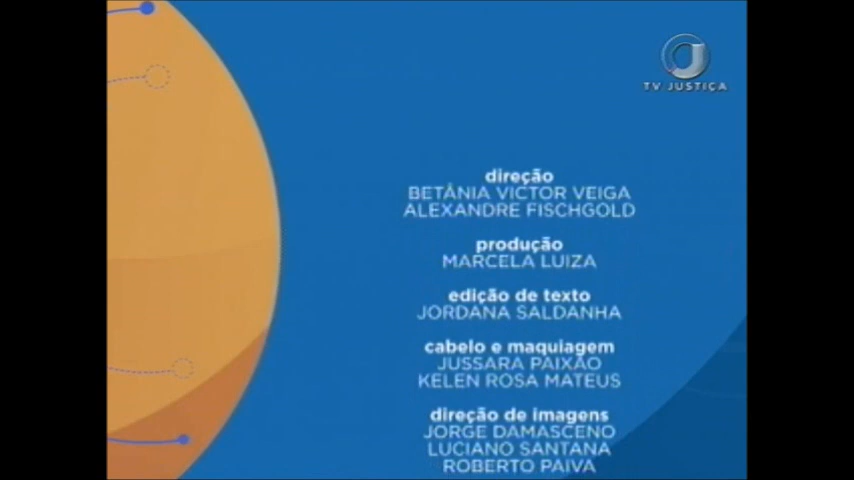 TV JUSTIÇA
direção
BETÂNIA VICTOR VEIGA
ALEXANDRE FISCHGOLD
produção
MARCELA LUIZA
edição de texto
JORDANA SALDANHA
cabelo e maquiagem
JUSSARA PAIXÃO
KELEN ROSA MATEUS
direção de imagens
JORGE DAMASCENO
LUCIANO SANTANA
ROBERTO PAIVA